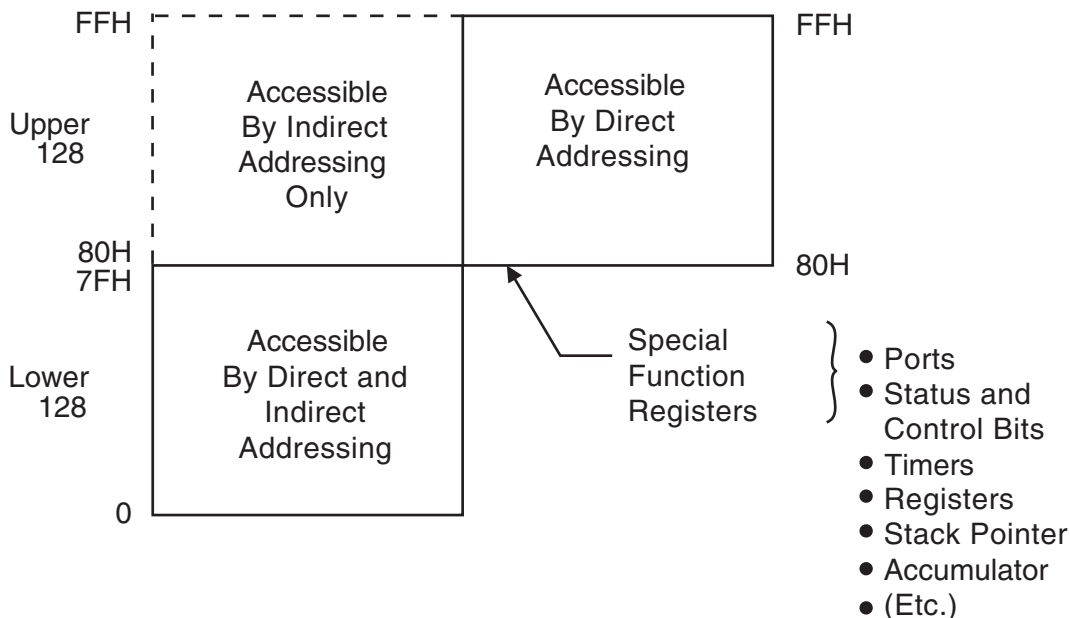 FFH
FFH
Accessible
By Indirect
Addressing
Only
Accessible
By Direct
Addressing
Upper
128
80H
7FH
80H
Accessible
By Direct and
Indirect
Addressing
Lower
128
0
Special
Function
Registers
• Ports
• Status and
Control Bits
• Timers
• Registers
• Stack Pointer
• Accumulator
• (Etc.)